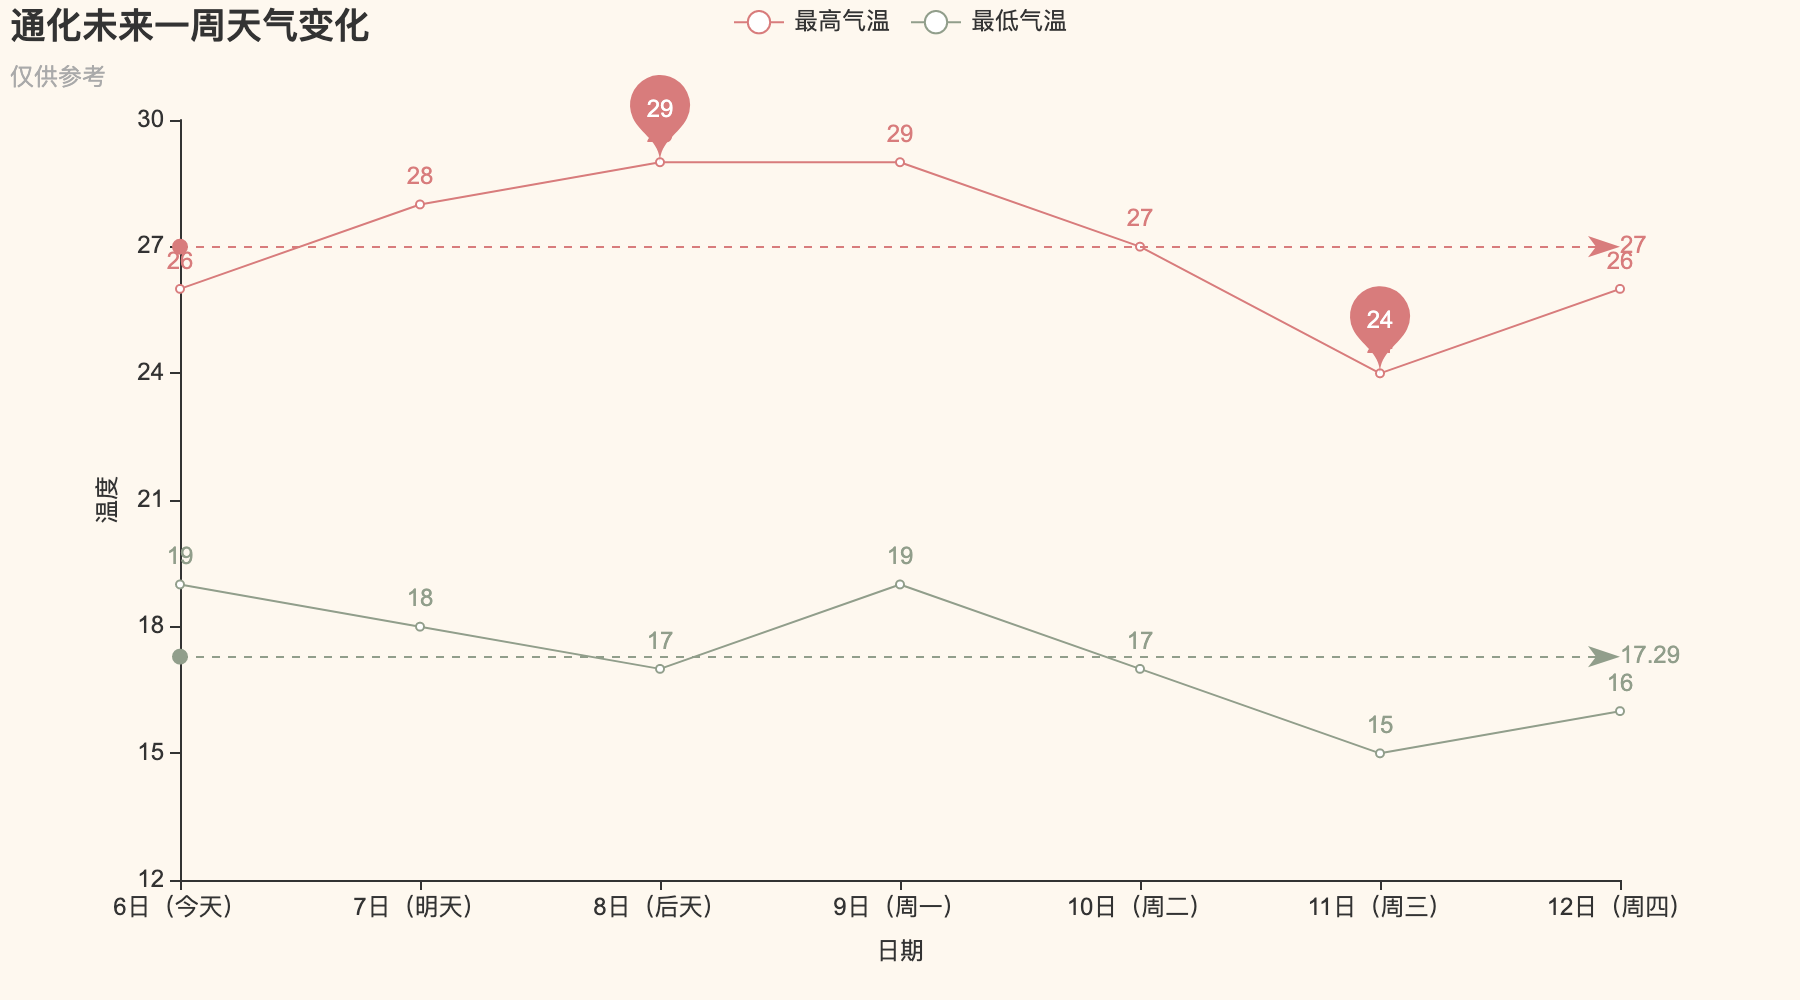 通化未来一周天气变化
仅供参考
最高气温 最低气温
温度
30
27
24
21
18
15
12
26 28 29 29 27 24 26
27
19 18 17 19 17 15 16
17.29
6日（今天） 7日（明天） 8日（后天） 9日（周一） 10日（周二） 11日（周三） 12日（周四）
日期